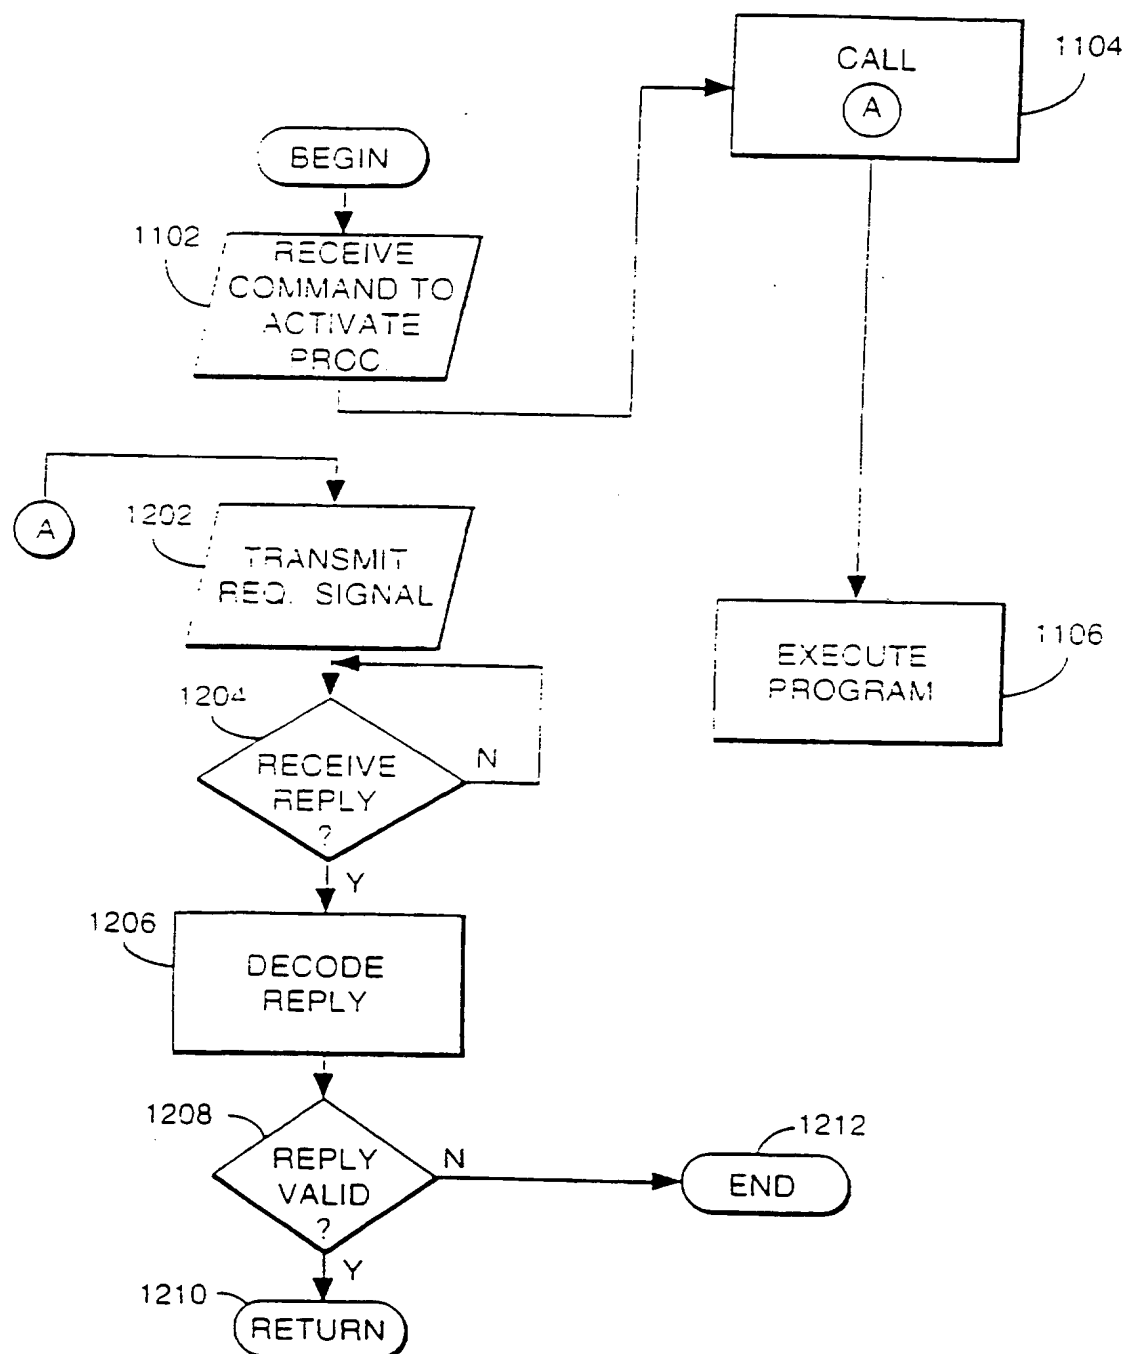 CALL
A
1104
BEGIN
1102
RECEIVE
COMMAND TO
ACTIVATE
PROC.
A
1202
TRANSMIT
REQ. SIGNAL
1106
EXECUTE
PROGRAM
1204
RECEIVE
REPLY
?
N
Y
1206
DECODE
REPLY
1208
REPLY
VALID
?
N
1212
END
Y
1210
RETURN